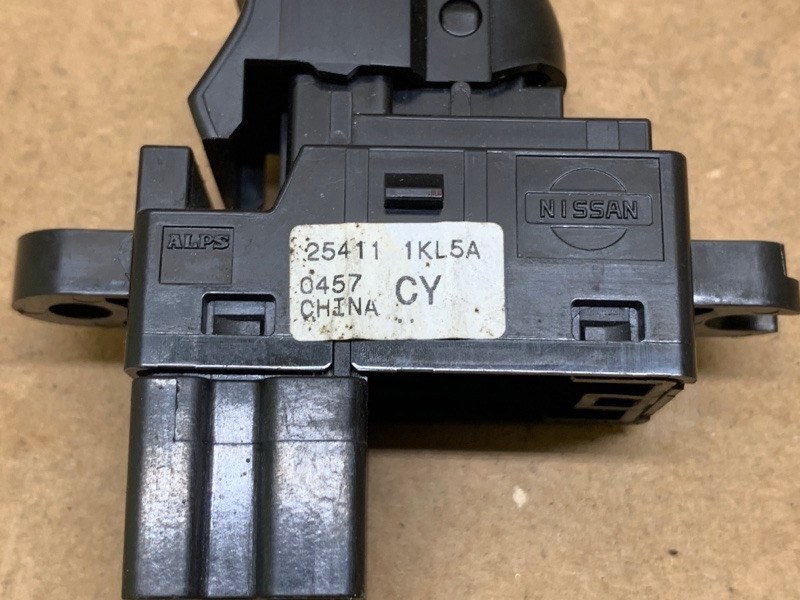 ALPS
25411 1KL5A
0457 CY
CHINA
NISSAN